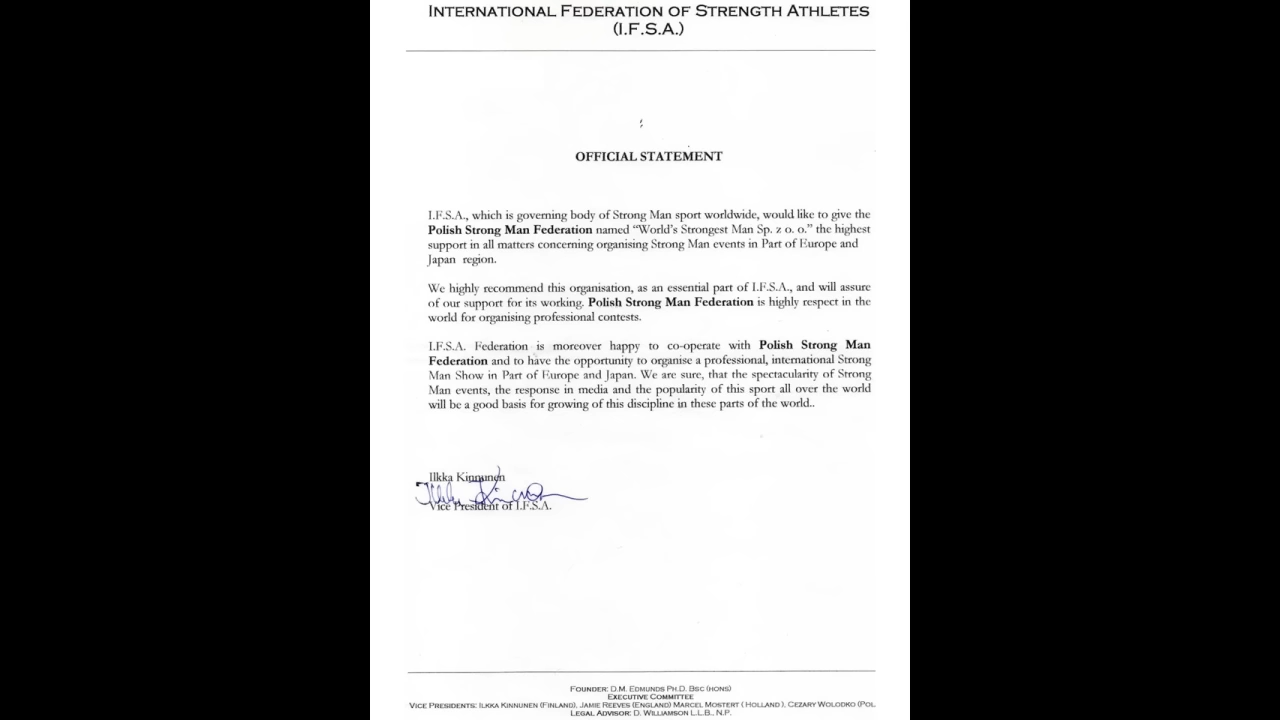 INTERNATIONAL FEDERATION OF STRENGTH ATHLETES
(I.F.S.A.)
OFFICIAL STATEMENT
I.F.S.A., which is governing body of Strong Man sport worldwide, would like to give the
Polish Strong Man Federation named “World's Strongest Man Sp. z o. o.” the highest
support in all matters concerning organising Strong Man events in Part of Europe and
Japan region.
We highly recommend this organisation, as an essential part of I.F.S.A., and will assure
of our support for its working. Polish Strong Man Federation is highly respect in the
world for organising professional contests.
I.F.S.A. Federation is moreover happy to co-operate with Polish Strong Man
Federation and to have the opportunity to organise a professional, international Strong
Man Show in Part of Europe and Japan. We are sure, that the spectacularity of Strong
Man events, the response in media and the popularity of this sport all over the world
will be a good basis for growing of this discipline in these parts of the world..
Ilkka Kinnunen
Ilkka Kinnunen
Vice President of I.F.S.A.
FOUNDER: D.M. EDMUNDS PH.D. BSC (HONS)
EXECUTIVE COMMITTEE
VICE PRESIDENTS: ILKKA KINNUNEN (FINLAND), JAMIE REEVES (ENGLAND) MARCEL MOSTERT ( HOLLAND ), CEZARY WOLODKO (POL
LEGAL ADVISOR: D. WILLIAMSON L.L.B., N.P.